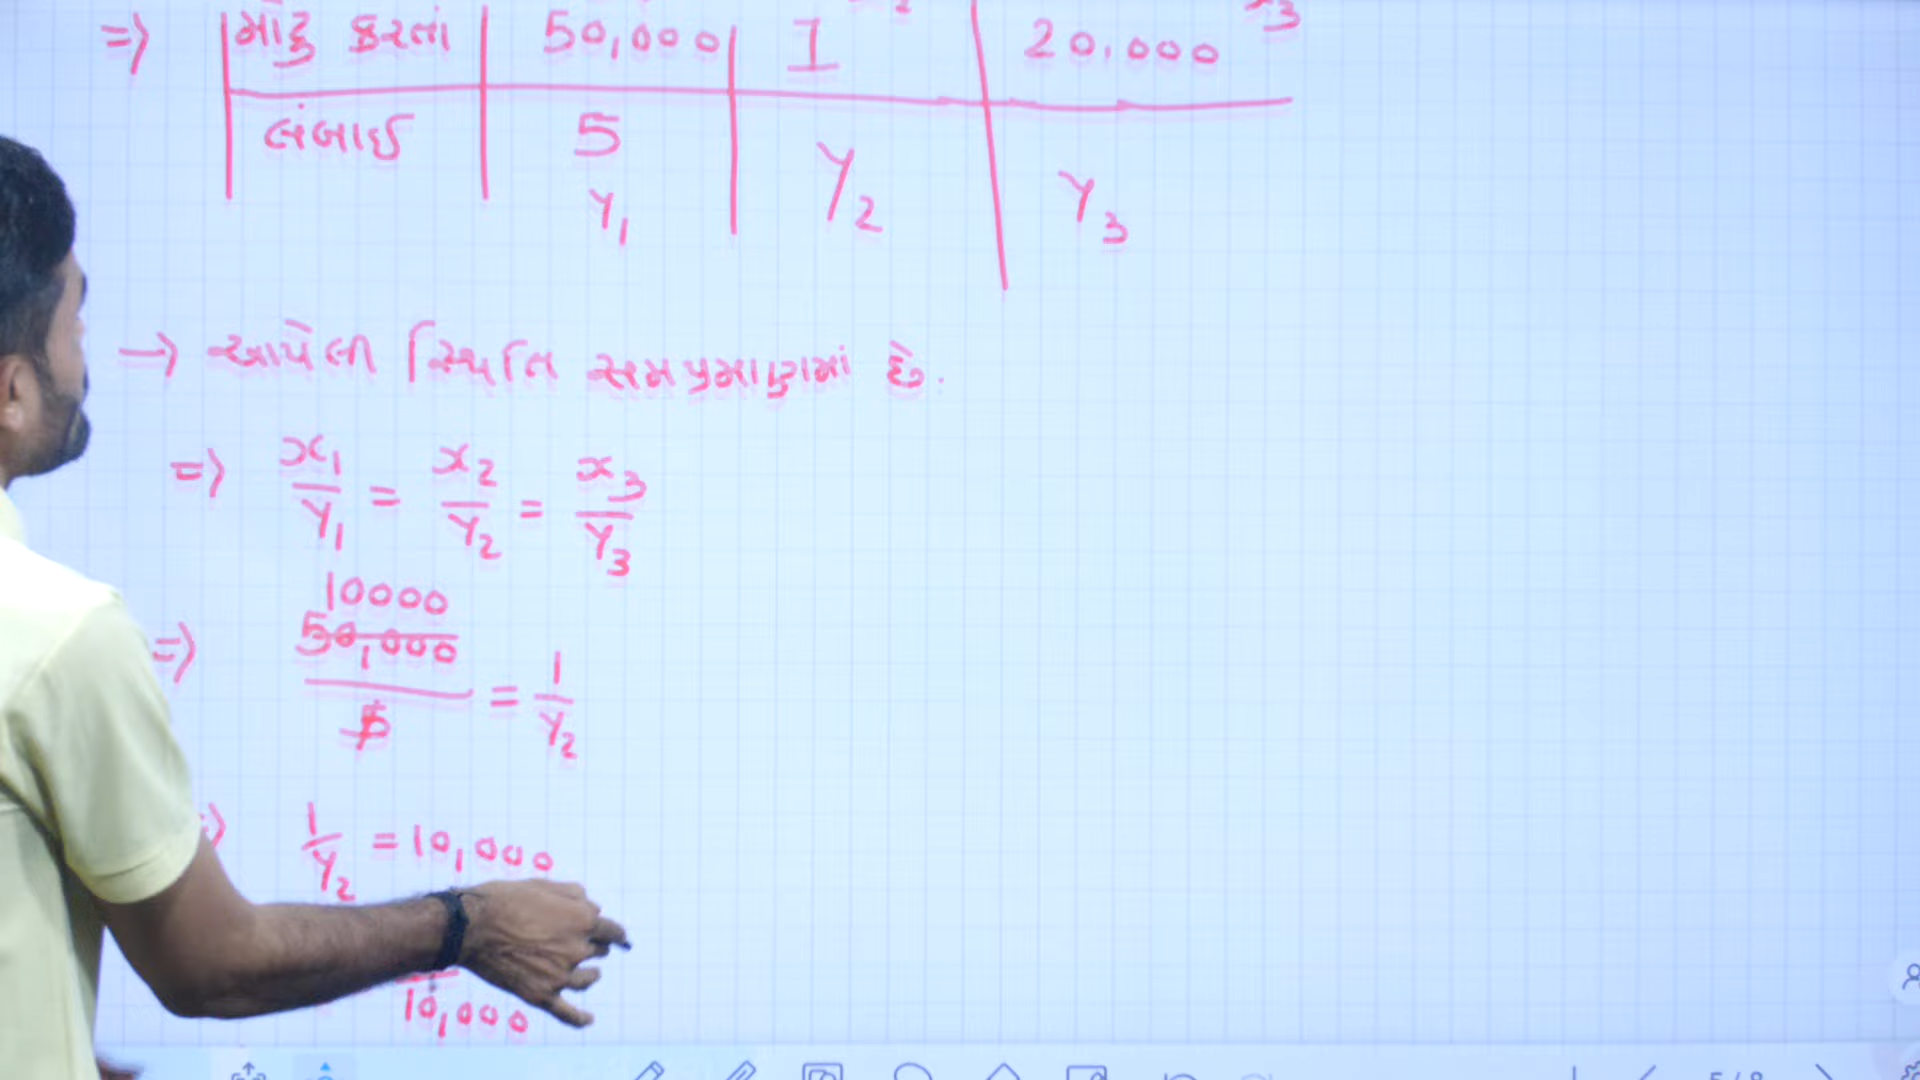 => મોટુ કરતાં 50,000 1 20,000
લંબાઈ 5 Y2 Y3
Y1
→ આપેલી સ્થિતિ સમપ્રમાણમાં છે.
=> x1/Y1 = x2/Y2 = x3/Y3
10000
=> 50,000/5 = 1/Y2
=> 1/Y2 = 10,000
10,000